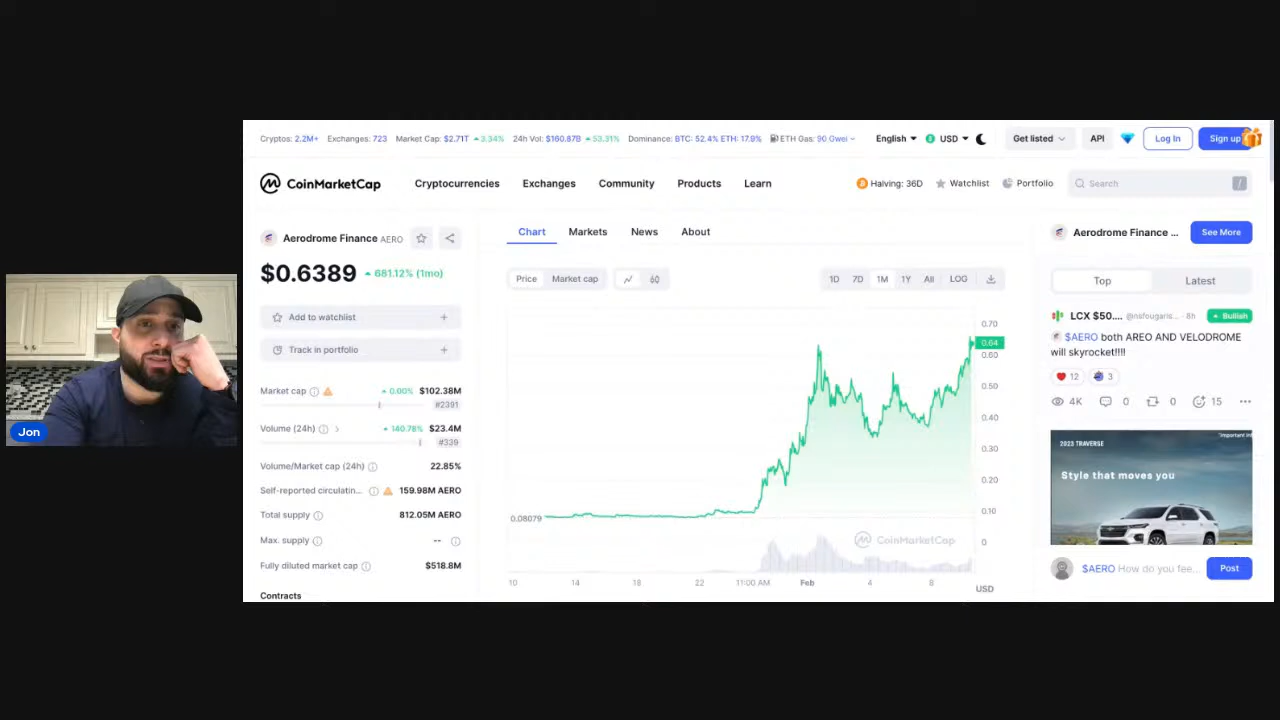 Cryptos: 2.2M+ Exchanges: 723 Market Cap: $2.71T 3.34% 24h Vol: $160.87B 53.31% Dominance: BTC: 52.4% ETH: 17.9% ETH Gas: 90 Gwei English USD Get listed API Log In Sign up
CoinMarketCap Cryptocurrencies Exchanges Community Products Learn Halving: 36D Watchlist Portfolio Search /
Aerodrome Finance AERO
$0.6389 681.12% (1mo)
Add to watchlist +
Track in portfolio +
Market cap 0.00% $102.38M
#2391
Volume (24h) 140.78% $23.4M
#339
Volume/Market cap (24h) 22.85%
Self-reported circulatin... 159.98M AERO
Total supply 812.05M AERO
Max. supply --
Fully diluted market cap $518.8M
Contracts
Chart Markets News About
Price Market cap 1D 7D 1M 1Y All LOG
0.70
0.64
0.60
0.50
0.40
0.30
0.20
0.10
0
0.08079
CoinMarketCap
10 14 18 22 11:00 AM Feb 4 8
USD
Aerodrome Finance ... See More
Top Latest
LCX $50.... @nsfougaris... · 8h Bullish
$AERO both AREO AND VELODROME
will skyrocket!!!!
12 3
4K 0 0 15 ...
2023 TRAVERSE
Style that moves you
$AERO How do you fee... Post
Jon